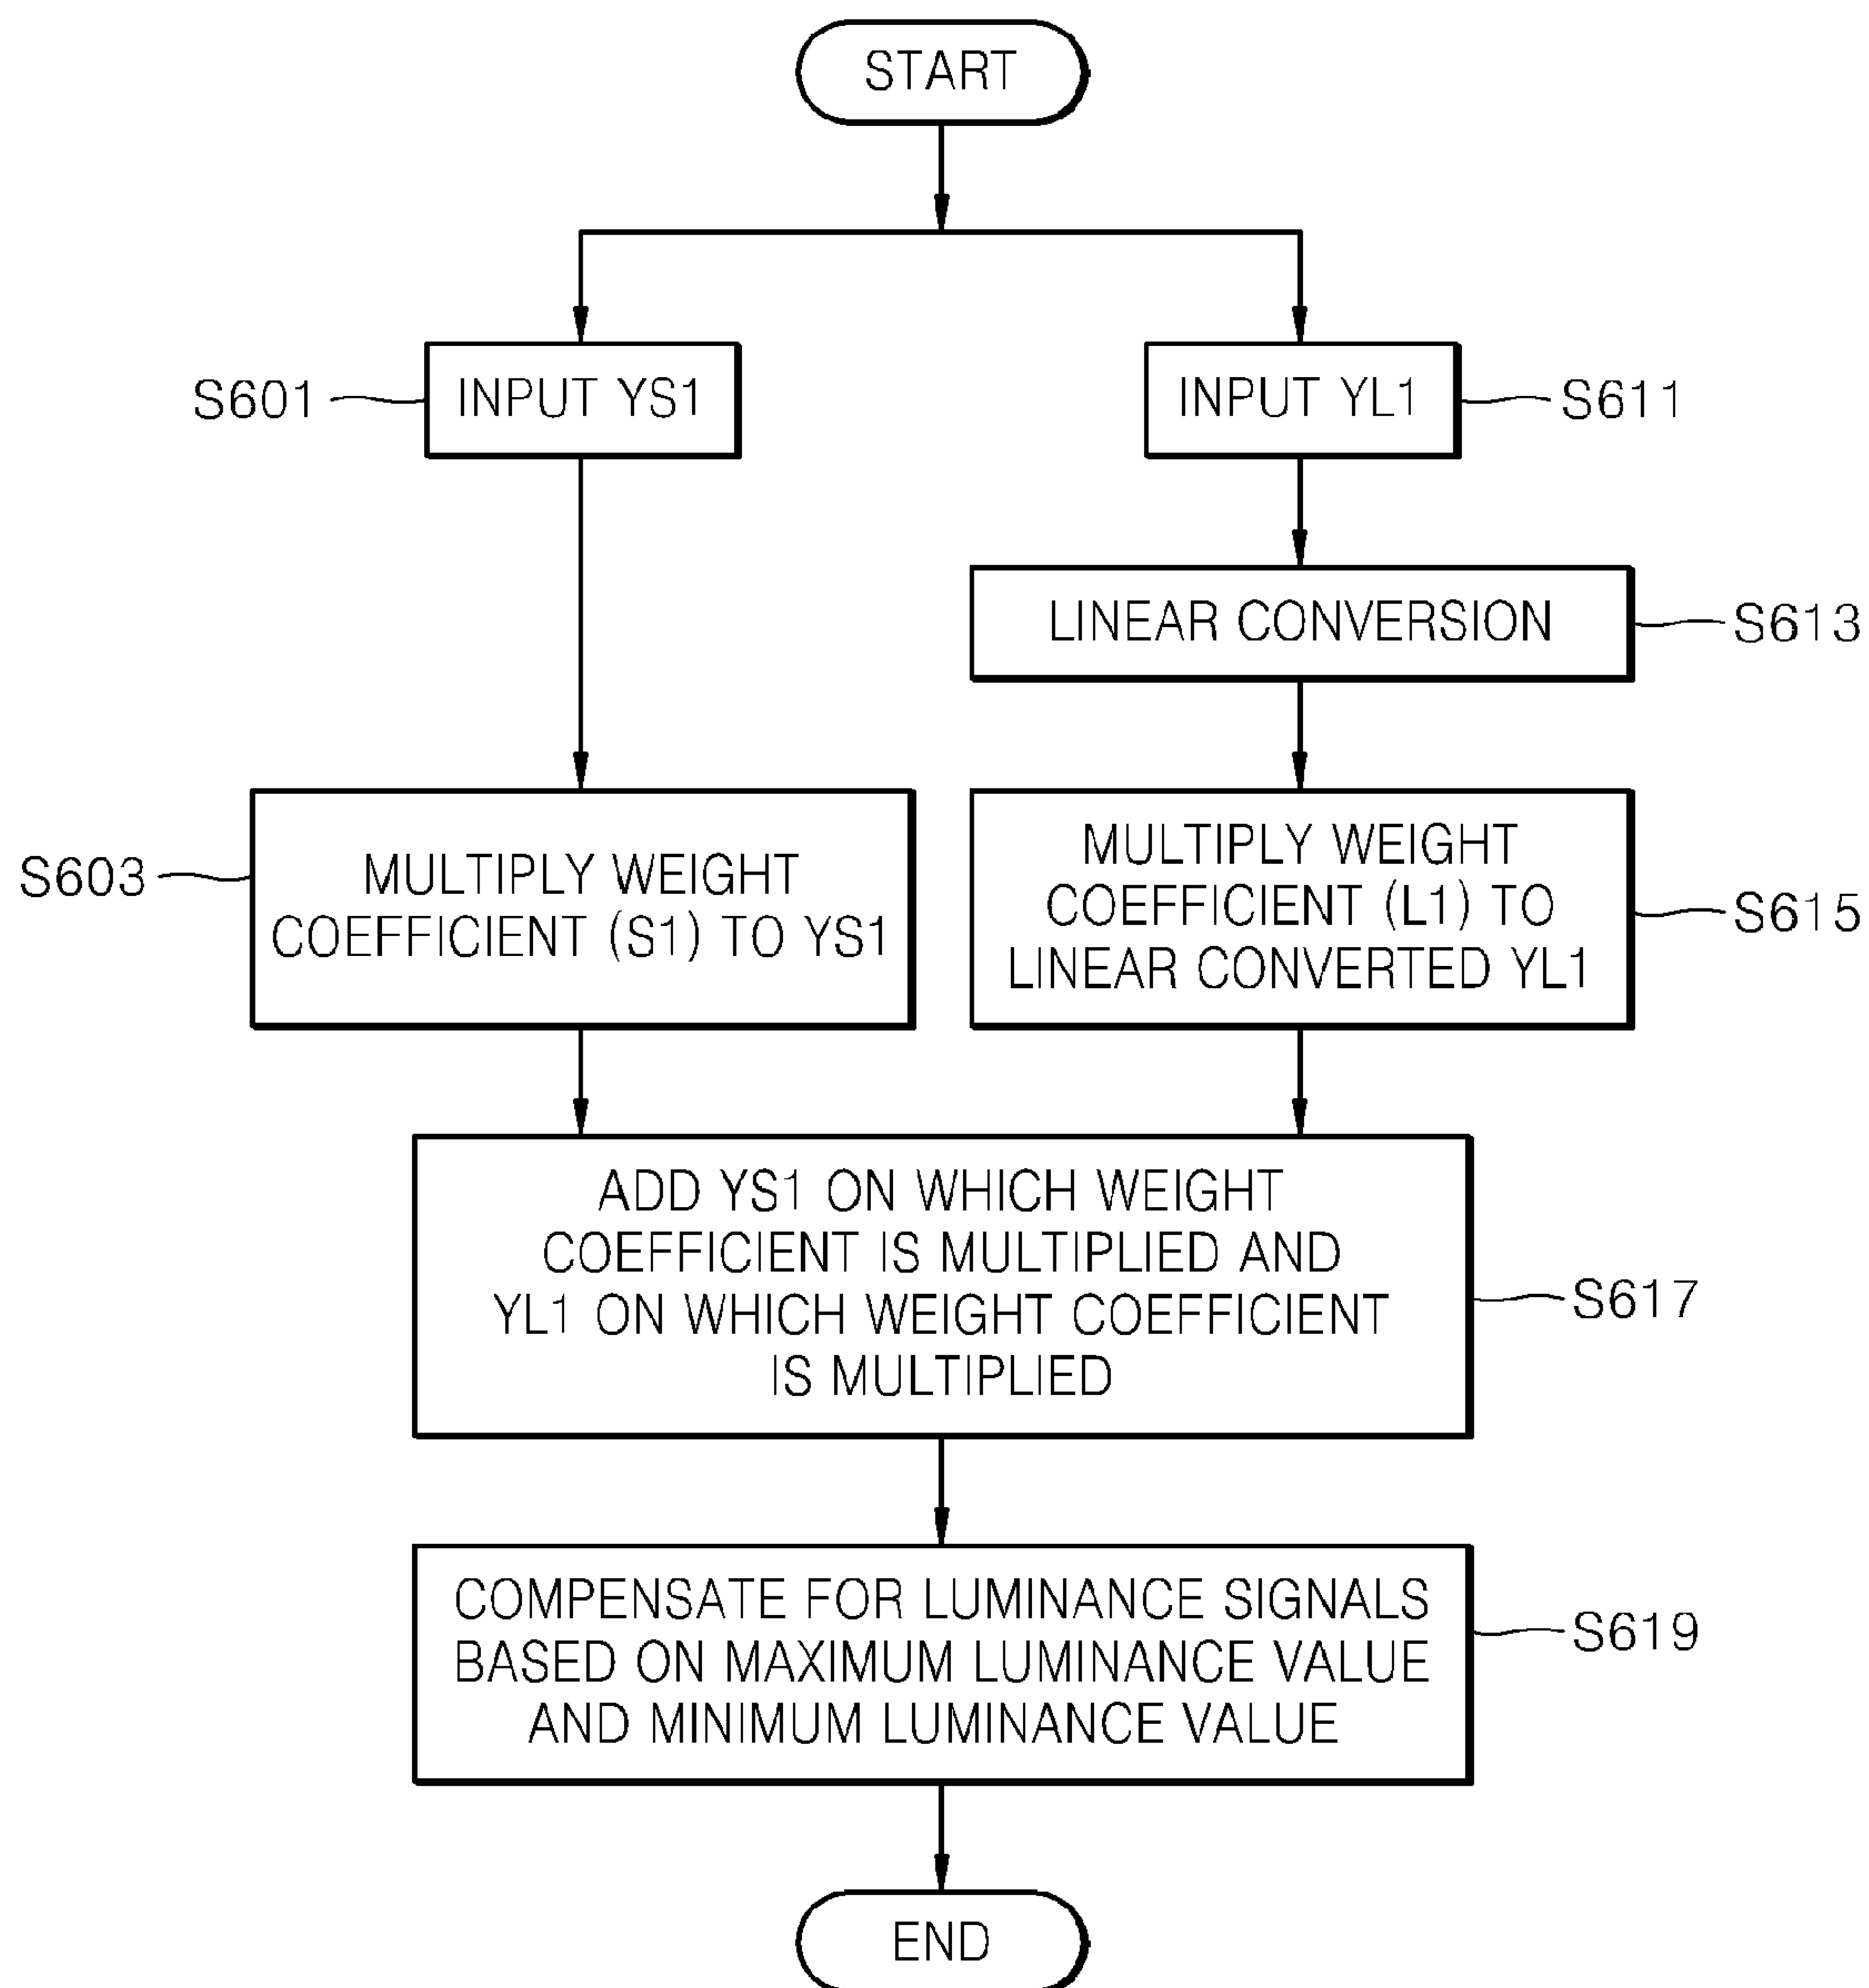 START
S601
INPUT YS1
INPUT YL1
S611
LINEAR CONVERSION
S613
S603
MULTIPLY WEIGHT
COEFFICIENT (S1) TO YS1
MULTIPLY WEIGHT
COEFFICIENT (L1) TO
LINEAR CONVERTED YL1
S615
ADD YS1 ON WHICH WEIGHT
COEFFICIENT IS MULTIPLIED AND
YL1 ON WHICH WEIGHT COEFFICIENT
IS MULTIPLIED
S617
COMPENSATE FOR LUMINANCE SIGNALS
BASED ON MAXIMUM LUMINANCE VALUE
AND MINIMUM LUMINANCE VALUE
S619
END